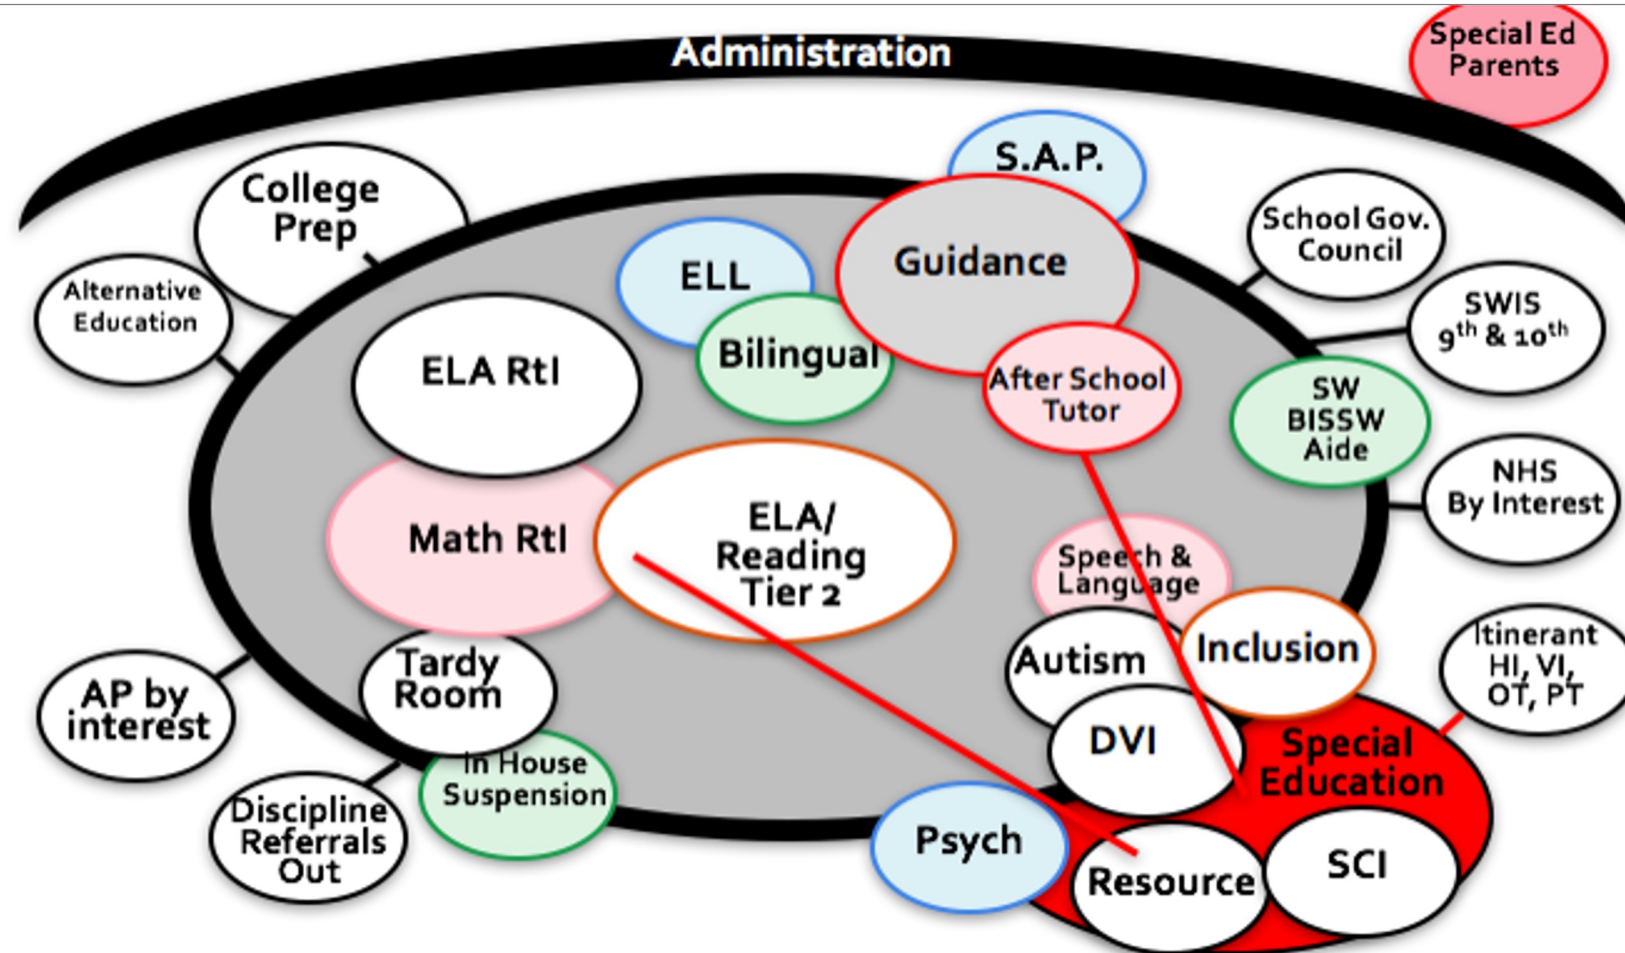 Administration
Special Ed
Parents
College
Prep
S.A.P.
School Gov.
Council
Alternative
Education
ELL
Guidance
SWIS
9th & 10th
Bilingual
ELA RtI
After School
Tutor
SW
BISSW
Aide
NHS
By Interest
Math RtI
ELA/
Reading
Tier 2
Speech &
Language
Autism
Inclusion
Itinerant
HI, VI,
OT, PT
Tardy
Room
AP by
interest
DVI
Special
Education
In House
Suspension
Discipline
Referrals
Out
Psych
Resource
SCI